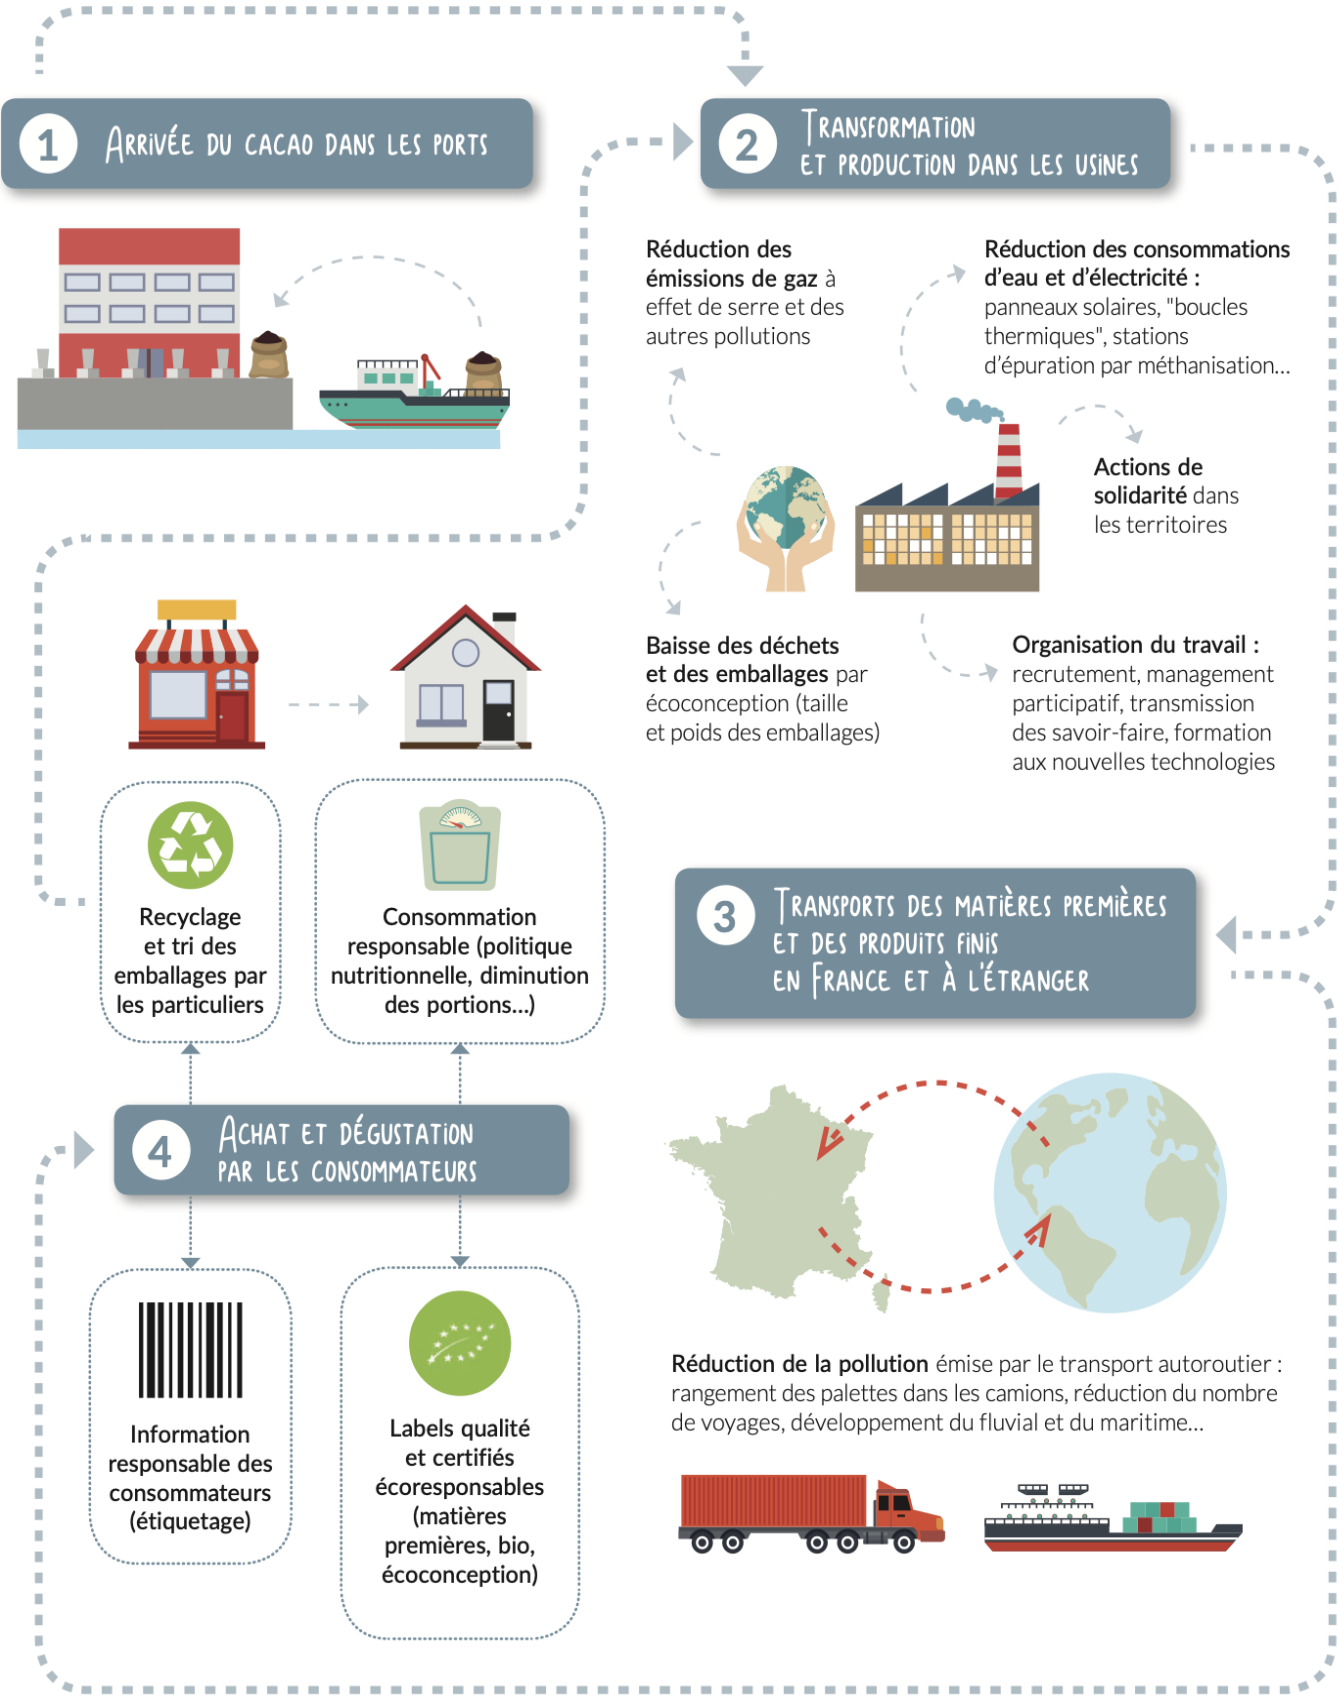 1
ARRIVÉE DU CACAO DANS LES PORTS
2
TRANSFORMATION
ET PRODUCTION DANS LES USINES
Réduction des
émissions de gaz à
effet de serre et des
autres pollutions
Réduction des consommations
d'eau et d'électricité :
panneaux solaires, "boucles
thermiques", stations
d'épuration par méthanisation...
Actions de
solidarité dans
les territoires
Baisse des déchets
et des emballages par
écoconception (taille
et poids des emballages)
Organisation du travail :
recrutement, management
participatif, transmission
des savoir-faire, formation
aux nouvelles technologies
3
TRANSPORTS DES MATIÈRES PREMIÈRES
ET DES PRODUITS FINIS
EN FRANCE ET À L'ÉTRANGER
Réduction de la pollution émise par le transport autoroutier :
rangement des palettes dans les camions, réduction du nombre
de voyages, développement du fluvial et du maritime...
Recyclage
et tri des
emballages par
les particuliers
Consommation
responsable (politique
nutritionnelle, diminution
des portions...)
4
ACHAT ET DÉGUSTATION
PAR LES CONSOMMATEURS
Information
responsable des
consommateurs
(étiquetage)
Labels qualité
et certifiés
écoresponsables
(matières
premières, bio,
écoconception)